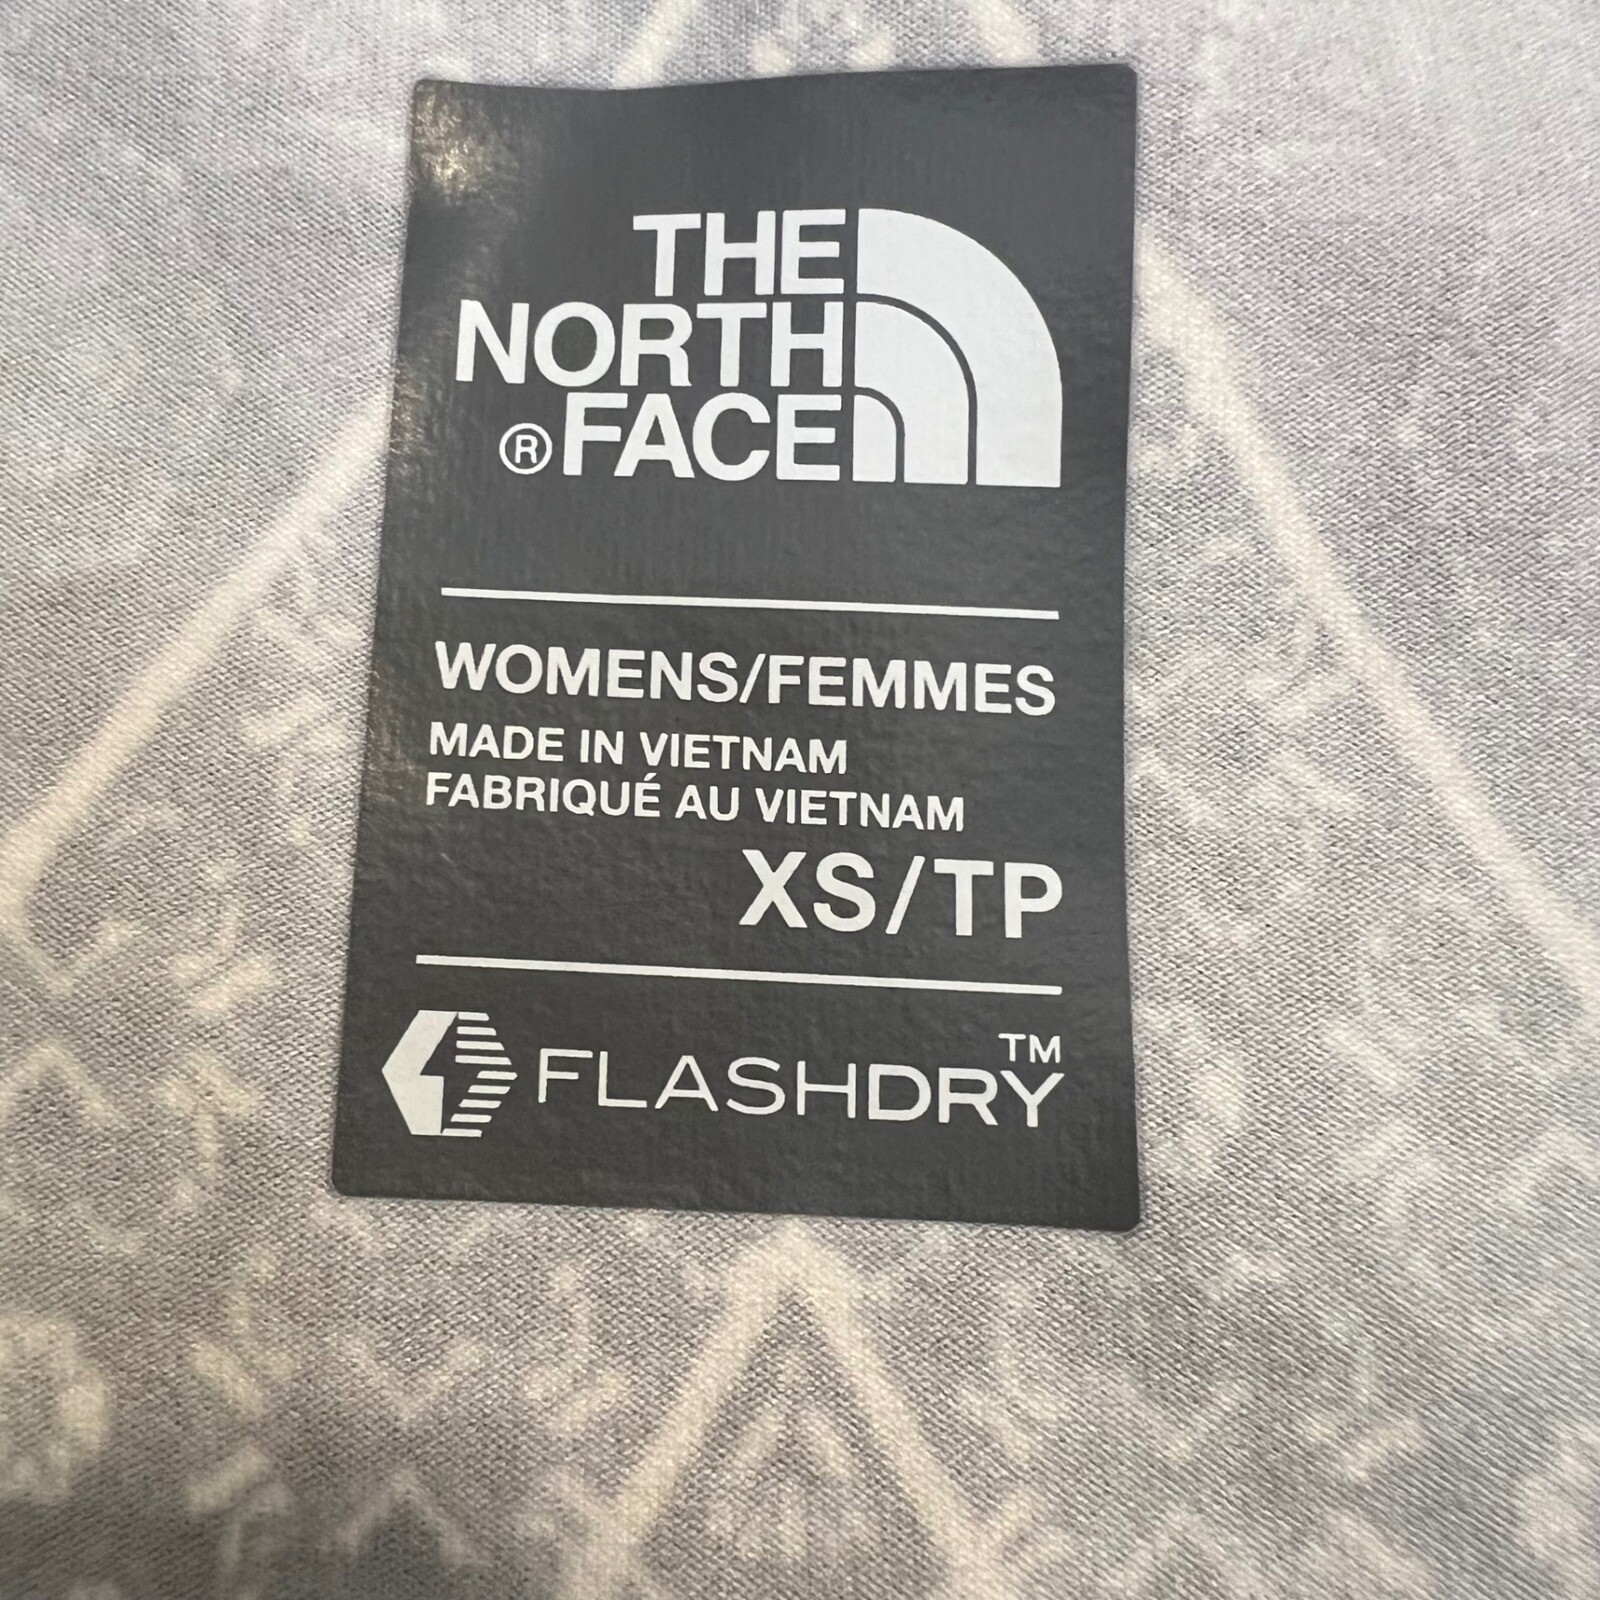 THE
NORTH
®FACE
WOMENS/FEMMES
MADE IN VIETNAM
FABRIQUÉ AU VIETNAM
XS/TP
FLASHDRY™